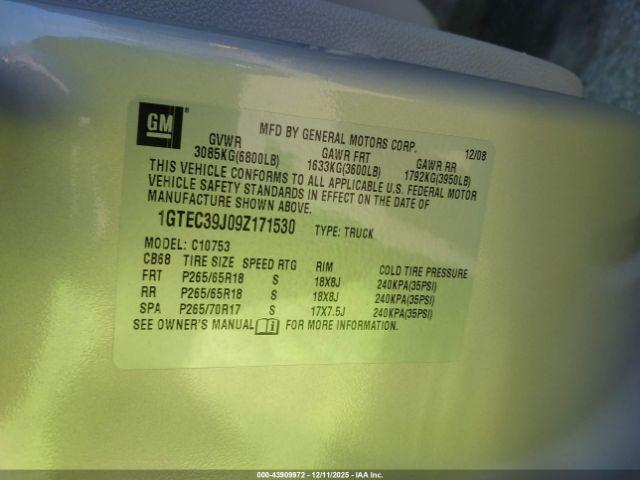 GM ® MFD BY GENERAL MOTORS CORP. 12/08
GVWR GAWR FRT GAWR RR
3085KG(6800LB) 1633KG(3600LB) 1792KG(3950LB)
THIS VEHICLE CONFORMS TO ALL APPLICABLE U.S. FEDERAL MOTOR
VEHICLE SAFETY STANDARDS IN EFFECT ON THE DATE OF
MANUFACTURE SHOWN ABOVE.
1GTEC39J09Z171530 TYPE: TRUCK
MODEL: C10753
CB68 TIRE SIZE SPEED RTG RIM COLD TIRE PRESSURE
FRT P265/65R18 S 18X8J 240KPA(35PSI)
RR P265/65R18 S 18X8J 240KPA(35PSI)
SPA P265/70R17 S 17X7.5J 240KPA(35PSI)
SEE OWNER'S MANUAL FOR MORE INFORMATION.
000-43909972 - 12/11/2025 - IAA Inc.